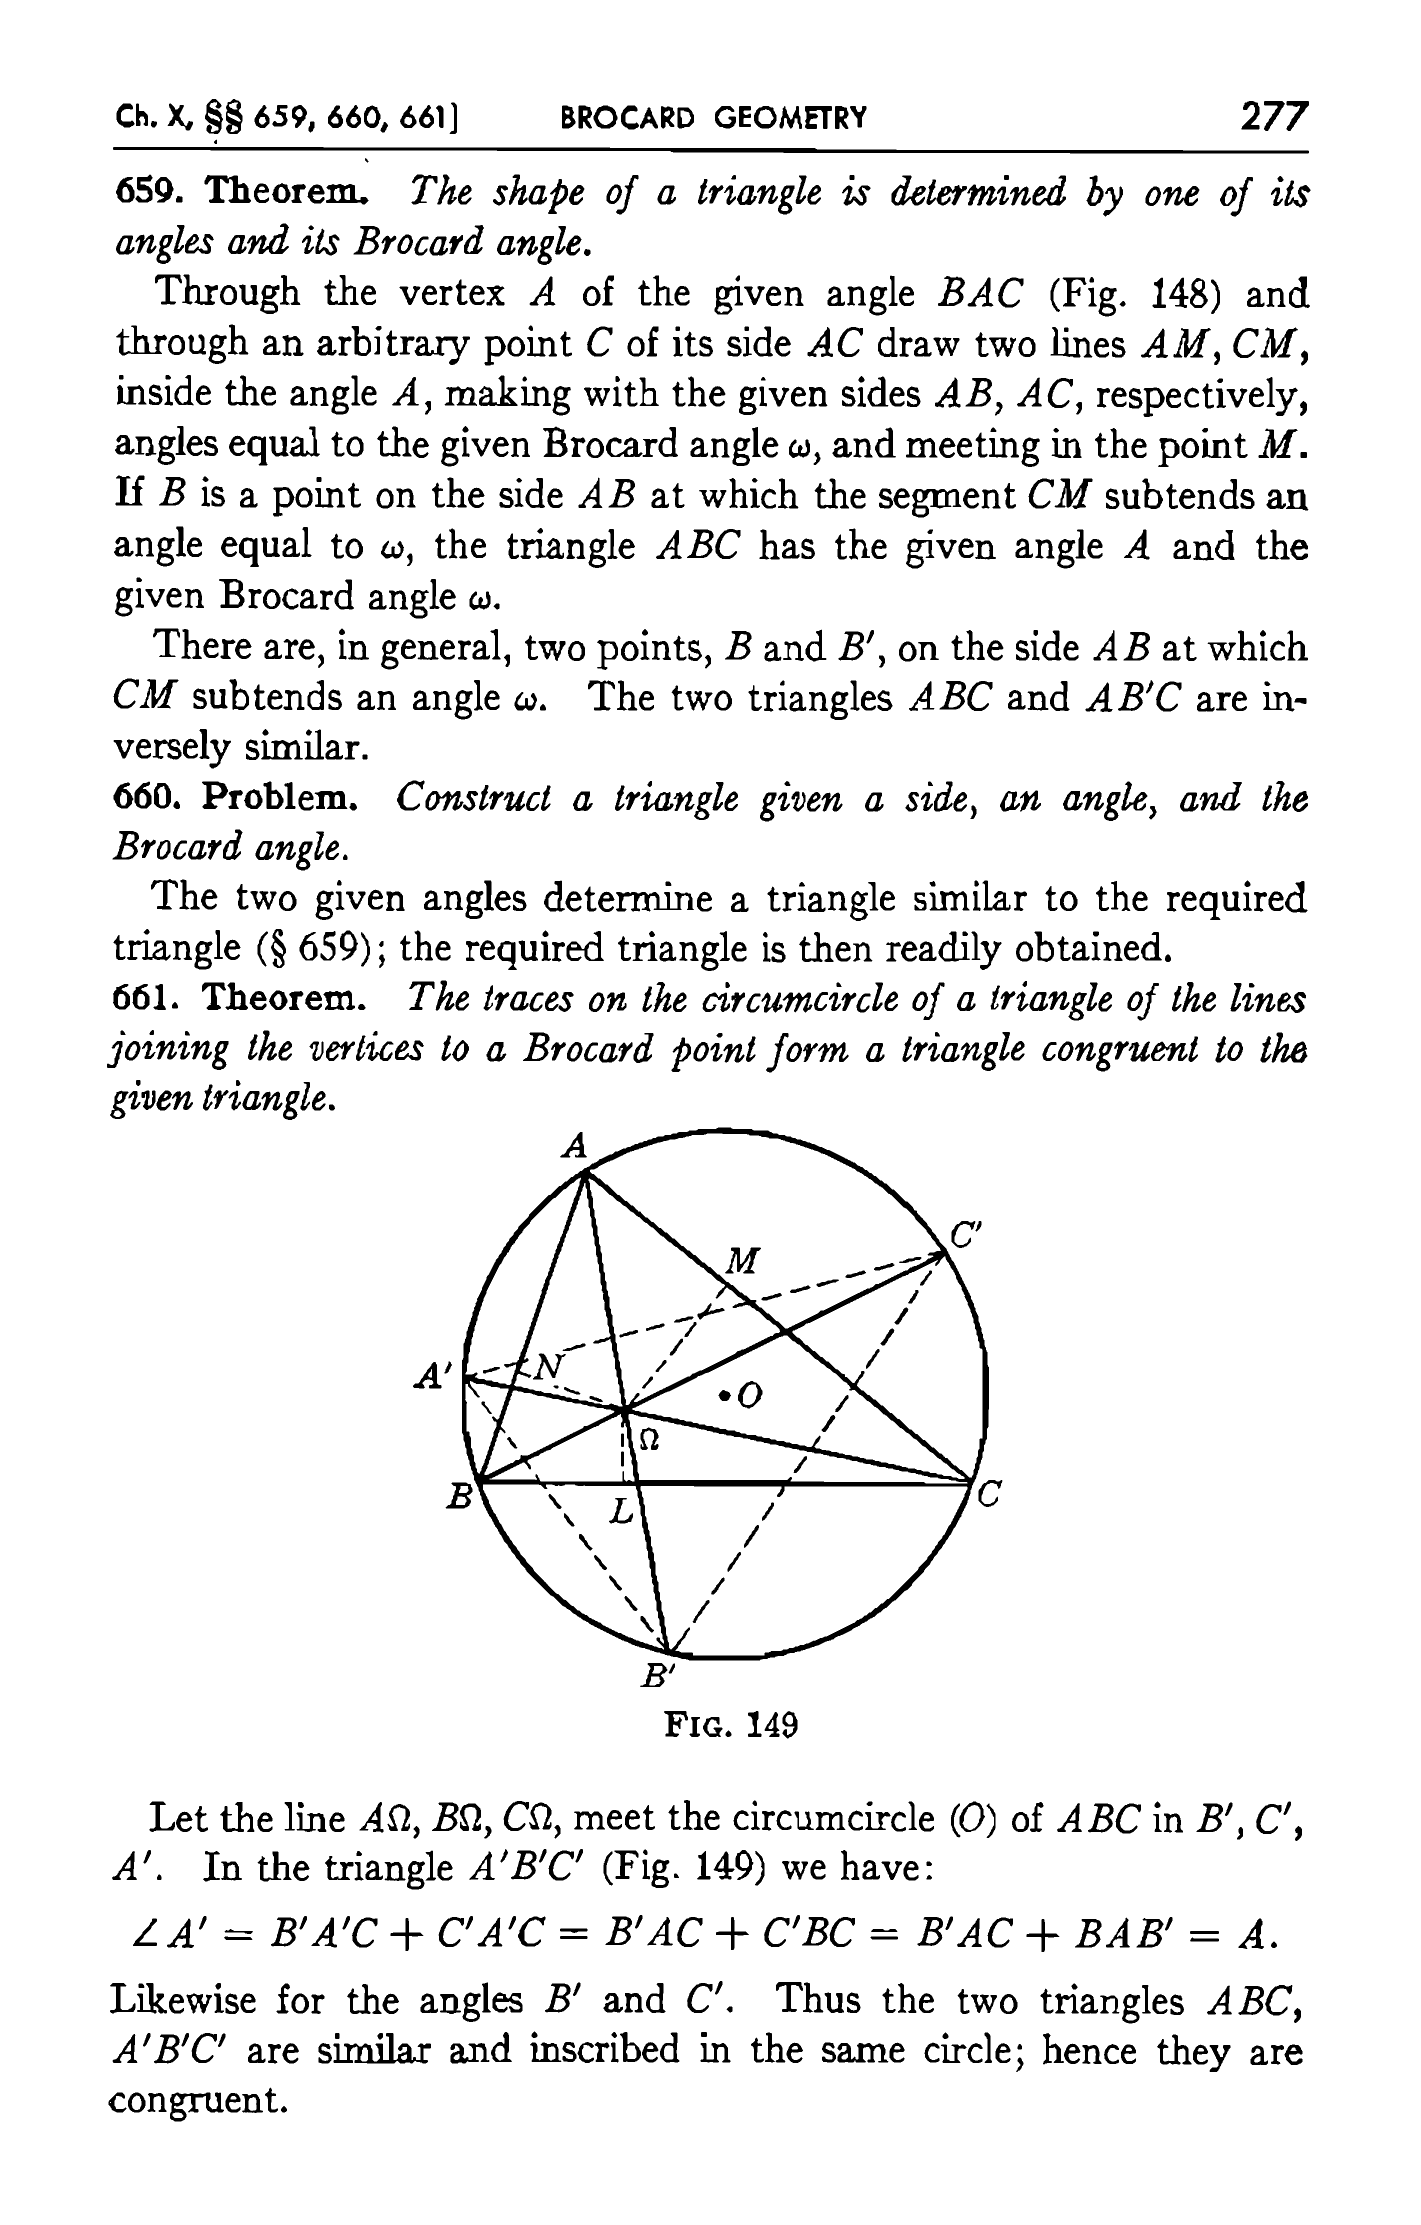 Ch. X, §§ 659, 660, 661] BROCARD GEOMETRY 277
659. Theorem. The shape of a triangle is determined by one of its
angles and its Brocard angle.
Through the vertex A of the given angle BAC (Fig. 148) and
through an arbitrary point C of its side AC draw two lines AM, CM,
inside the angle A, making with the given sides AB, AC, respectively,
angles equal to the given Brocard angle ω, and meeting in the point M.
If B is a point on the side AB at which the segment CM subtends an
angle equal to ω, the triangle ABC has the given angle A and the
given Brocard angle ω.
There are, in general, two points, B and B', on the side AB at which
CM subtends an angle ω. The two triangles ABC and AB'C are in-
versely similar.
660. Problem. Construct a triangle given a side, an angle, and the
Brocard angle.
The two given angles determine a triangle similar to the required
triangle (§ 659); the required triangle is then readily obtained.
661. Theorem. The traces on the circumcircle of a triangle of the lines
joining the vertices to a Brocard point form a triangle congruent to the
given triangle.
A
C'
M
A'
N
O
Ω
B
L
C
B'
FIG. 149
Let the line AΩ, BΩ, CΩ, meet the circumcircle (O) of ABC in B', C',
A'. In the triangle A'B'C' (Fig. 149) we have:
∠A' = B'A'C + C'A'C = B'AC + C'BC = B'AC + BAB' = A.
Likewise for the angles B' and C'. Thus the two triangles ABC,
A'B'C' are similar and inscribed in the same circle; hence they are
congruent.